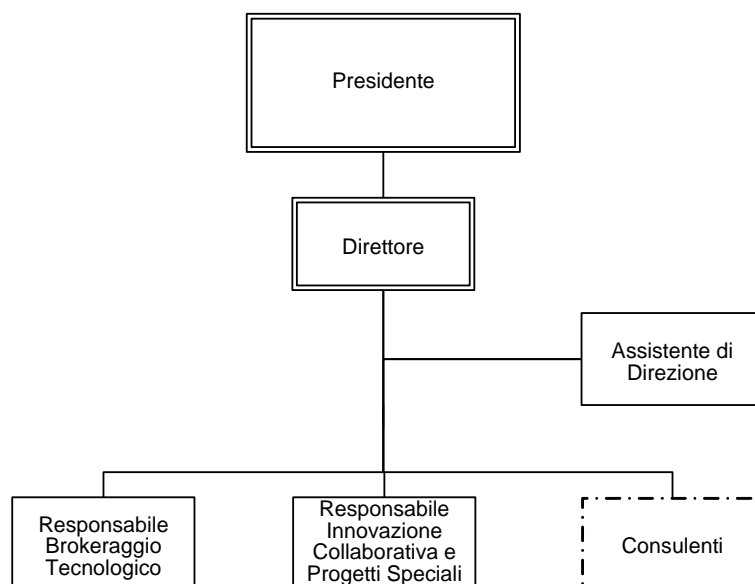 Presidente
Direttore
Assistente di
Direzione
Responsabile
Brokeraggio
Tecnologico
Responsabile
Innovazione
Collaborativa e
Progetti Speciali
Consulenti